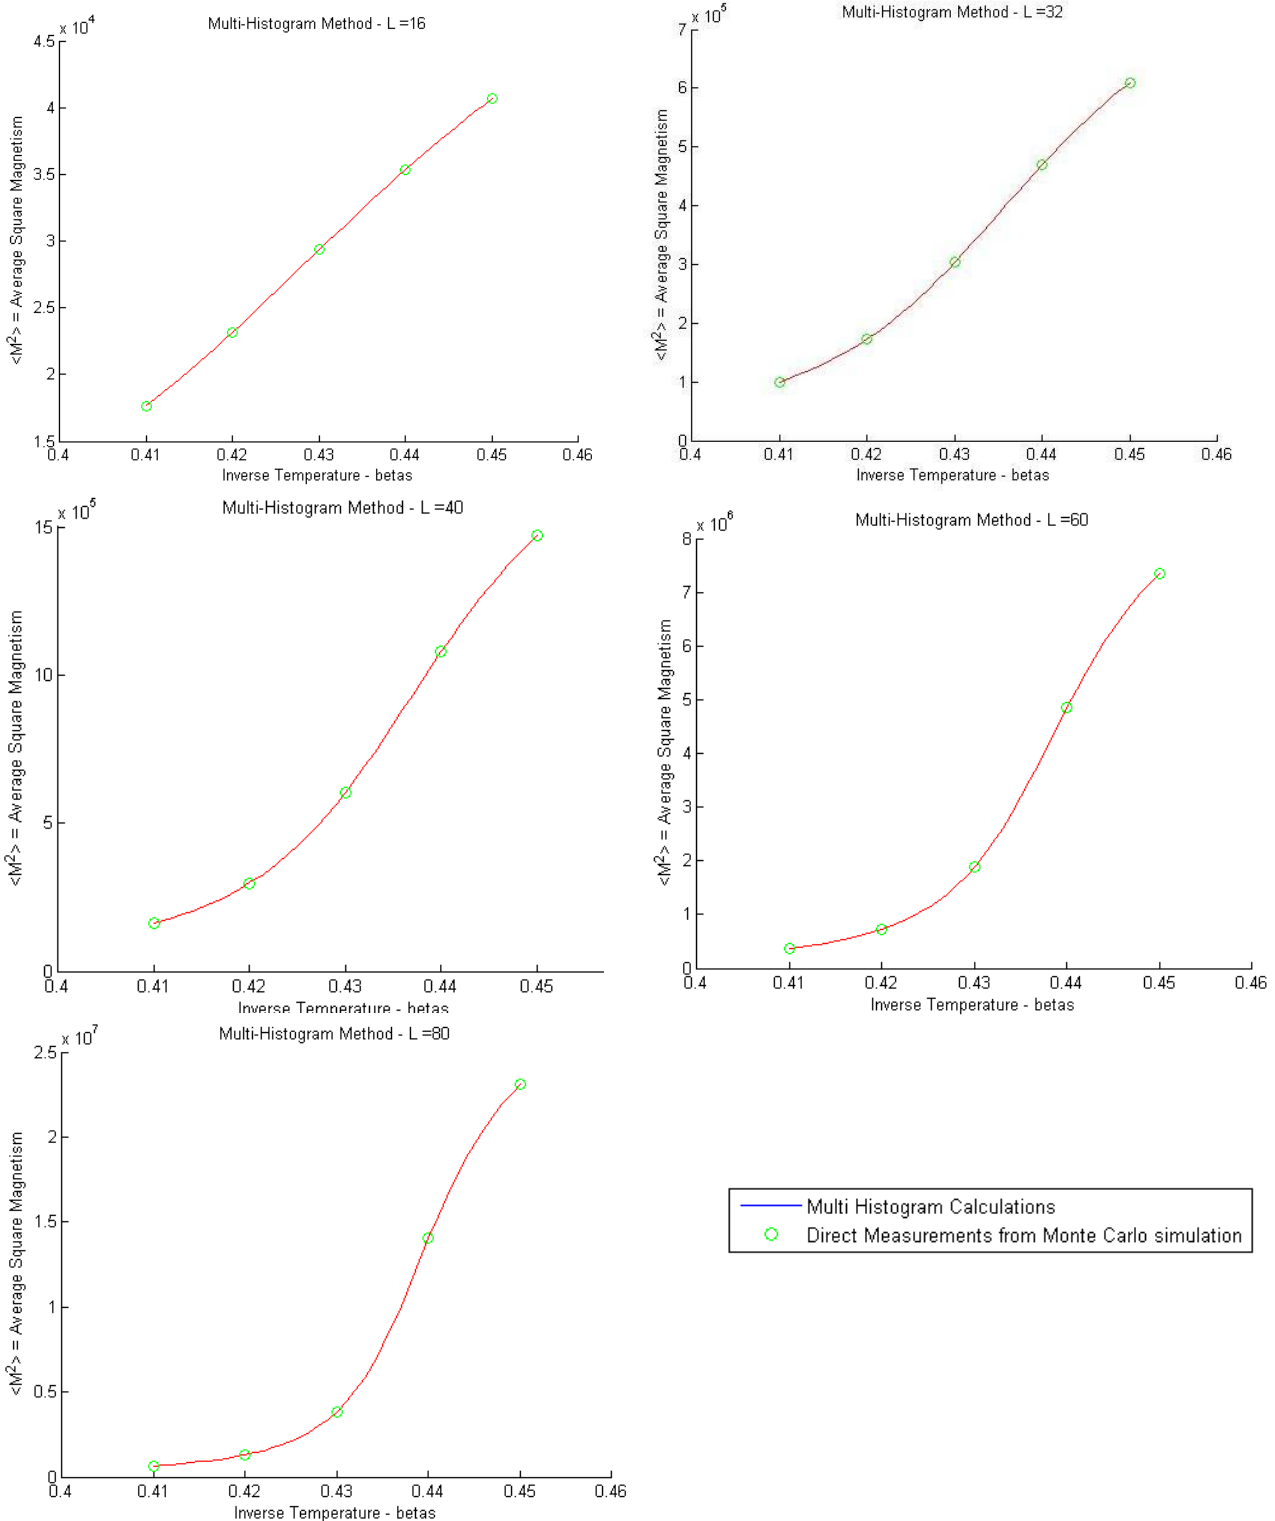 Multi-Histogram Method - L =16
x 10^4
4.5
4
3.5
3
2.5
2
1.5
0.4 0.41 0.42 0.43 0.44 0.45 0.46
Inverse Temperature - betas
<M^2> = Average Square Magnetism
Multi-Histogram Method - L =32
x 10^5
7
6
5
4
3
2
1
0
0.4 0.41 0.42 0.43 0.44 0.45 0.46
Inverse Temperature - betas
<M^2> = Average Square Magnetism
Multi-Histogram Method - L =40
x 10^5
15
10
5
0
0.4 0.41 0.42 0.43 0.44 0.45
Inverse Temperature - betas
<M^2> = Average Square Magnetism
Multi-Histogram Method - L =60
x 10^6
8
7
6
5
4
3
2
1
0
0.4 0.41 0.42 0.43 0.44 0.45 0.46
Inverse Temperature - betas
<M^2> = Average Square Magnetism
Multi-Histogram Method - L =80
x 10^7
2.5
2
1.5
1
0.5
0
0.4 0.41 0.42 0.43 0.44 0.45 0.46
Inverse Temperature - betas
<M^2> = Average Square Magnetism
Multi Histogram Calculations
Direct Measurements from Monte Carlo simulation